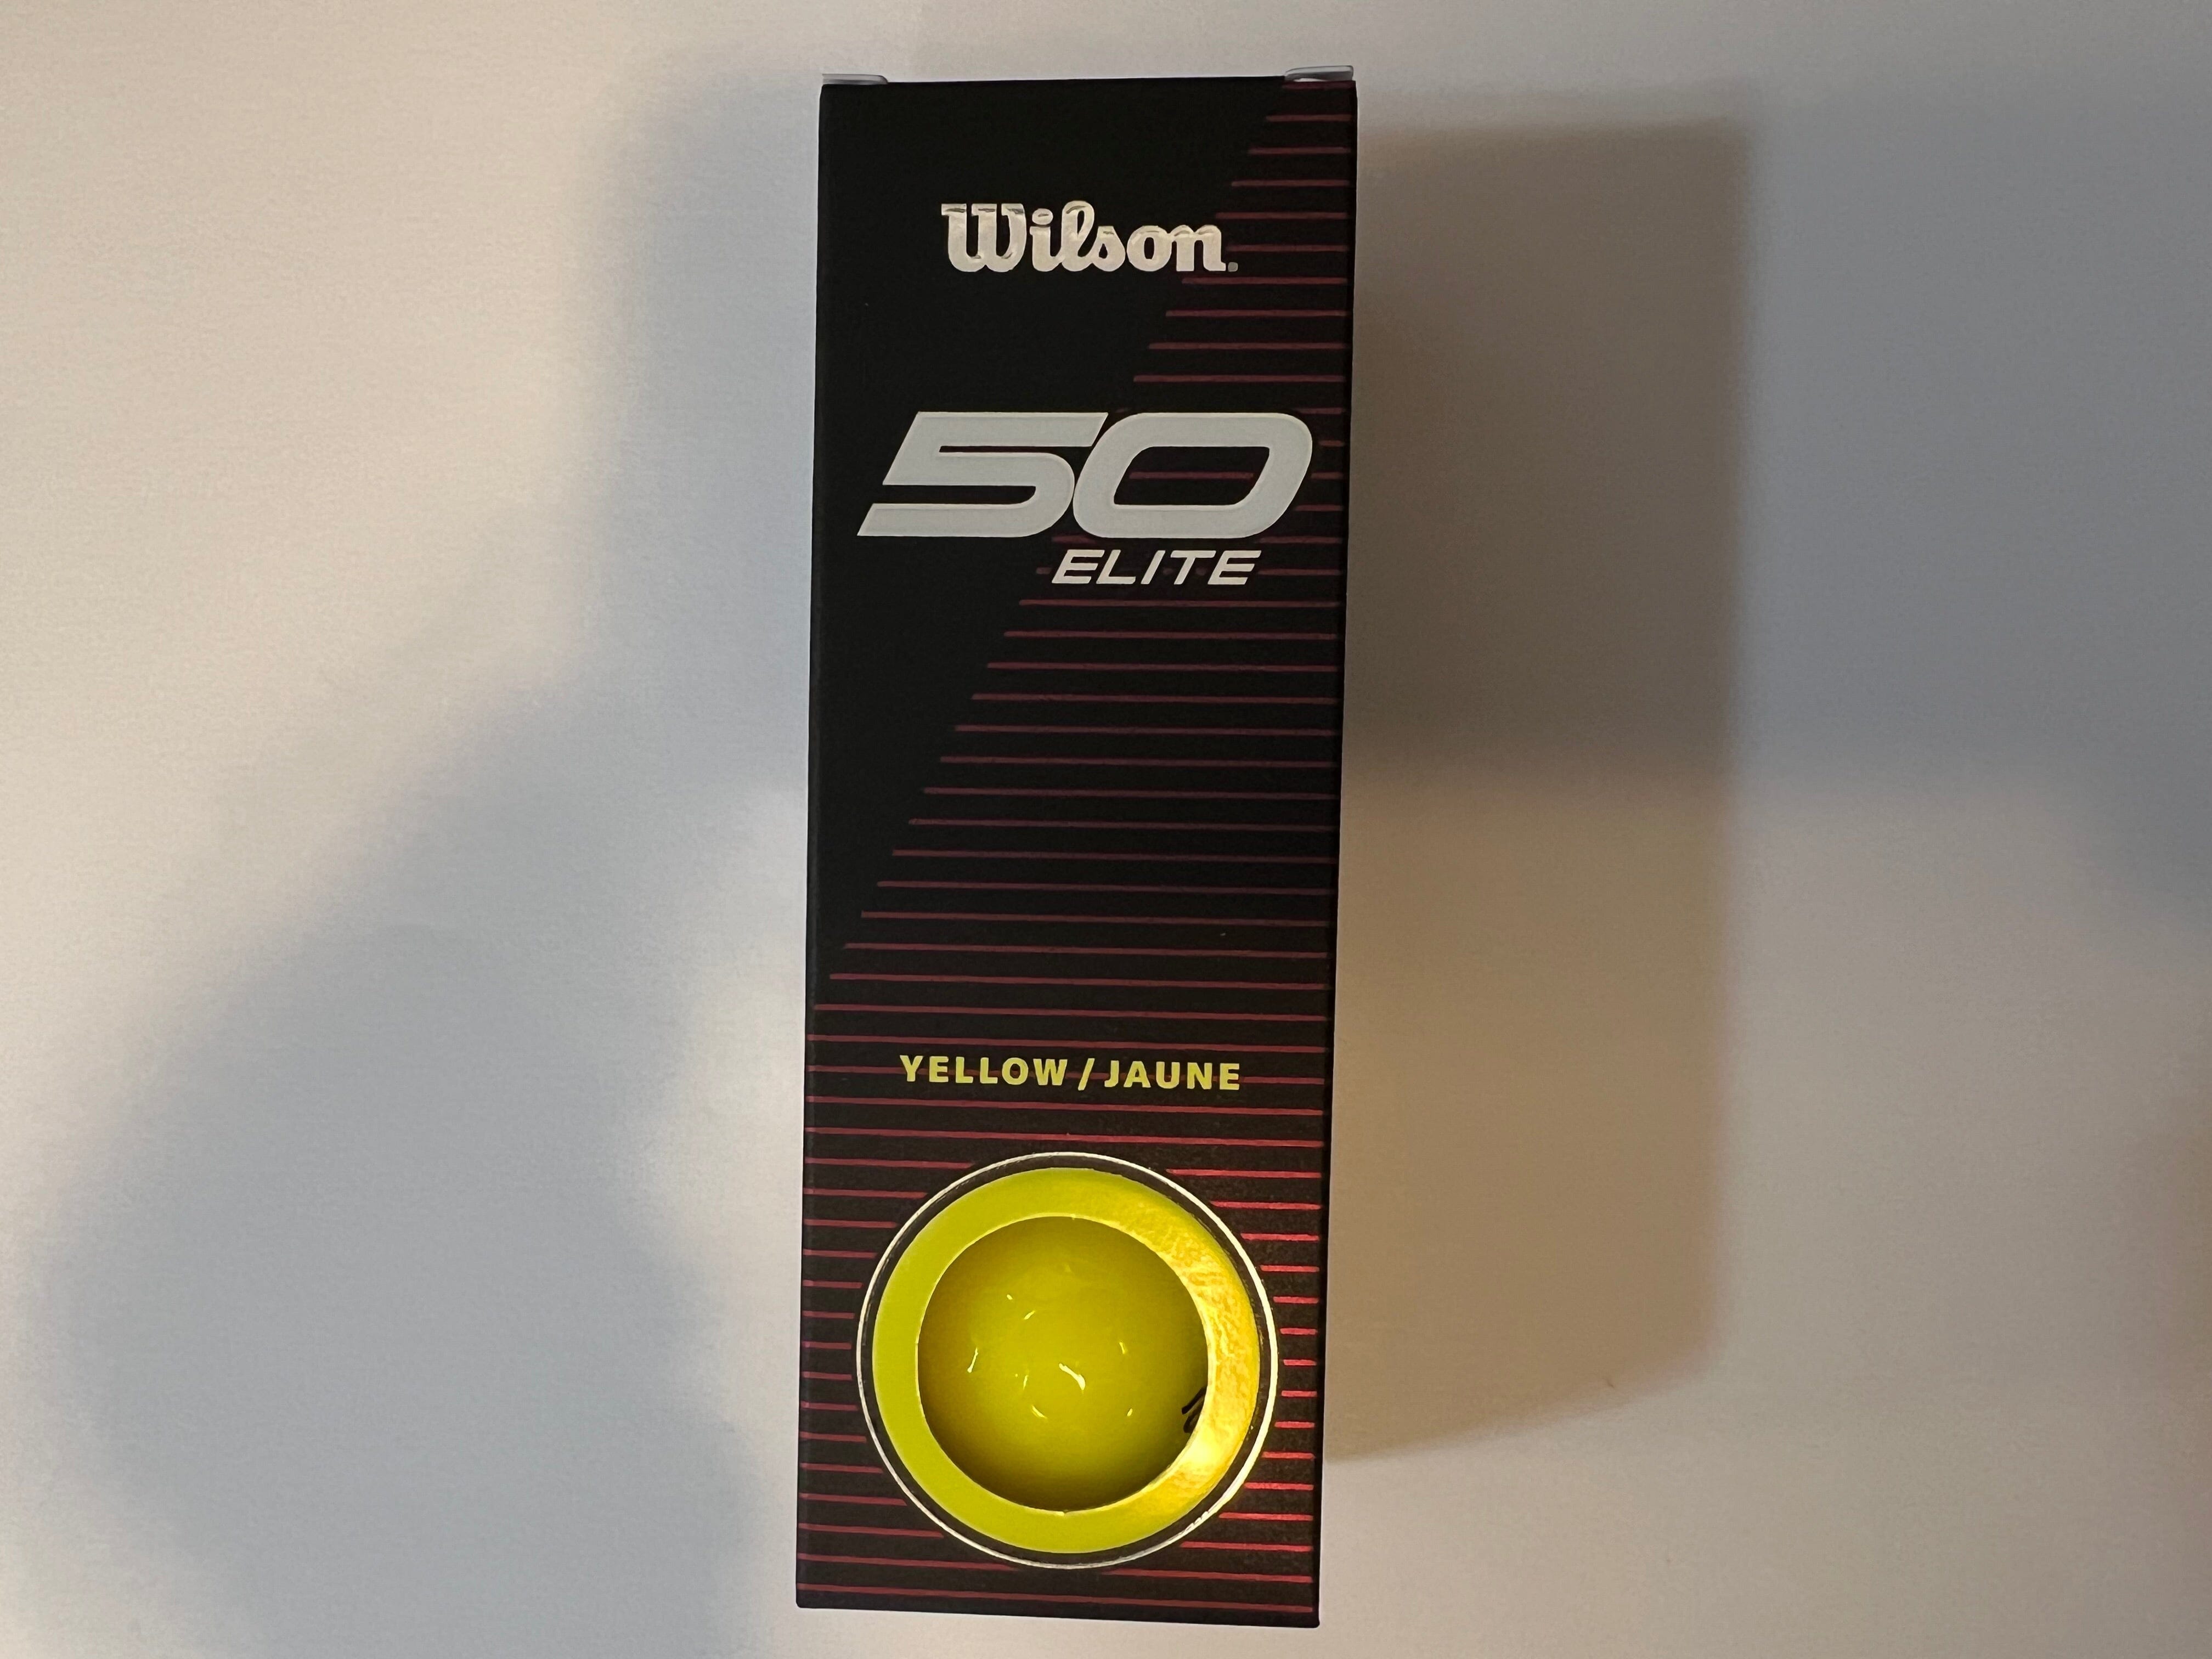 Wilson
50
ELITE
YELLOW / JAUNE